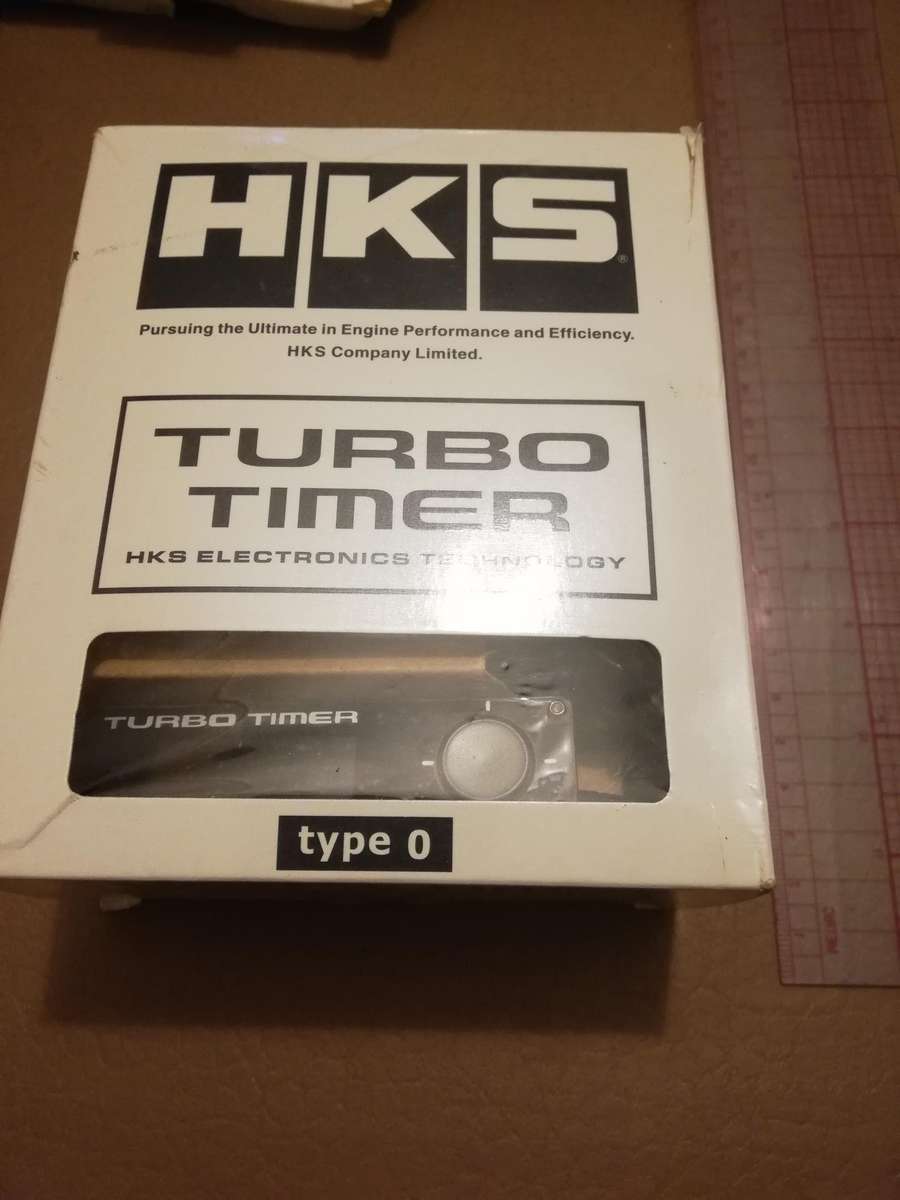 HKS®
Pursuing the Ultimate in Engine Performance and Efficiency.
HKS Company Limited.
TURBO
TIMER
HKS ELECTRONICS TECHNOLOGY
TURBO TIMER
type 0